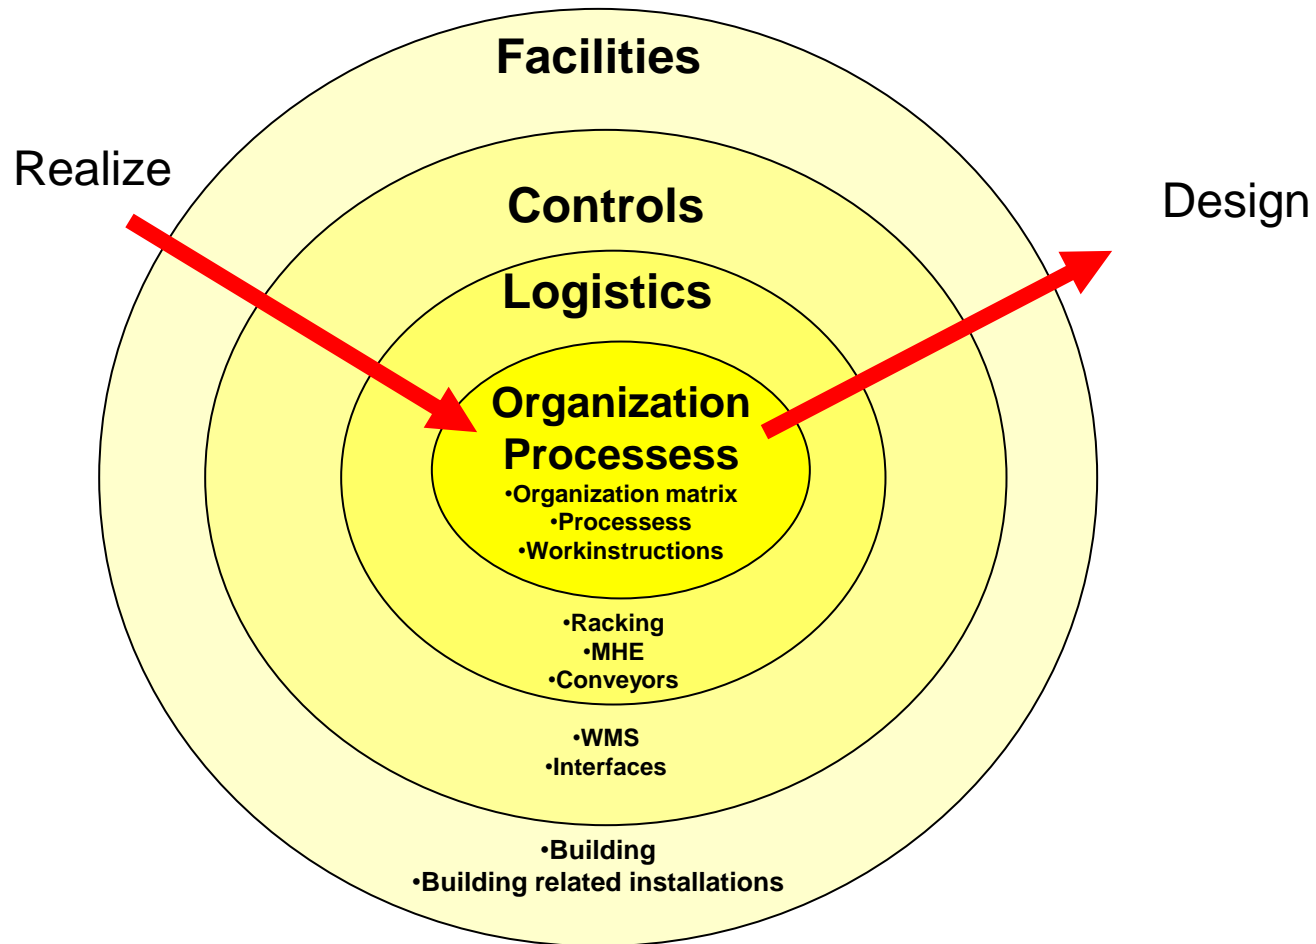 Facilities
Realize
Design
Controls
Logistics
Organization
Processess
•Organization matrix
•Processess
•Workinstructions
•Racking
•MHE
•Conveyors
•WMS
•Interfaces
•Building
•Building related installations